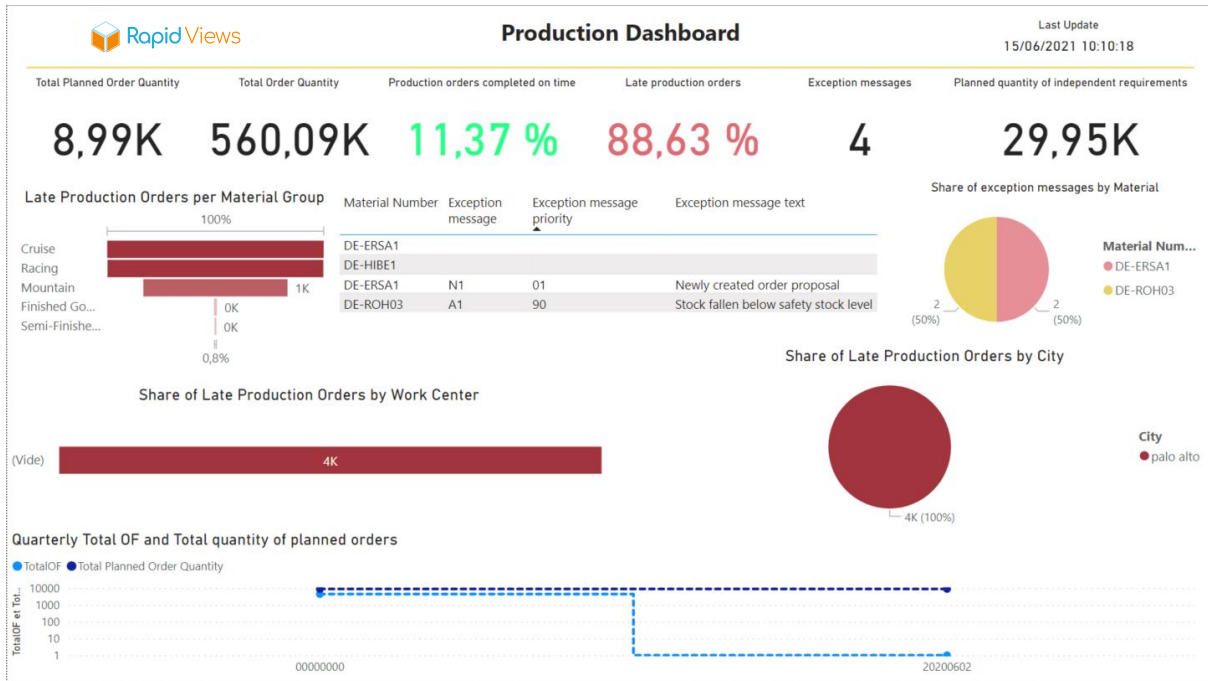 Rapid Views
Production Dashboard
Last Update
15/06/2021 10:10:18
Total Planned Order Quantity
8,99K
Total Order Quantity
560,09K
Production orders completed on time
11,37 %
Late production orders
88,63 %
Exception messages
4
Planned quantity of independent requirements
29,95K
Late Production Orders per Material Group
100%
Cruise
Racing
Mountain 1K
Finished Go... 0K
Semi-Finishe... 0K
0,8%
Material Number Exception message Exception message priority Exception message text
DE-ERSA1
DE-HIBE1
DE-ERSA1 N1 01 Newly created order proposal
DE-ROH03 A1 90 Stock fallen below safety stock level
Share of exception messages by Material
2 (50%)
2 (50%)
Material Num...
DE-ERSA1
DE-ROH03
Share of Late Production Orders by Work Center
(Vide) 4K
Share of Late Production Orders by City
4K (100%)
City
palo alto
Quarterly Total OF and Total quantity of planned orders
TotalOF Total Planned Order Quantity
TotalOF et Tot...
10000
1000
100
10
1
00000000 20200602